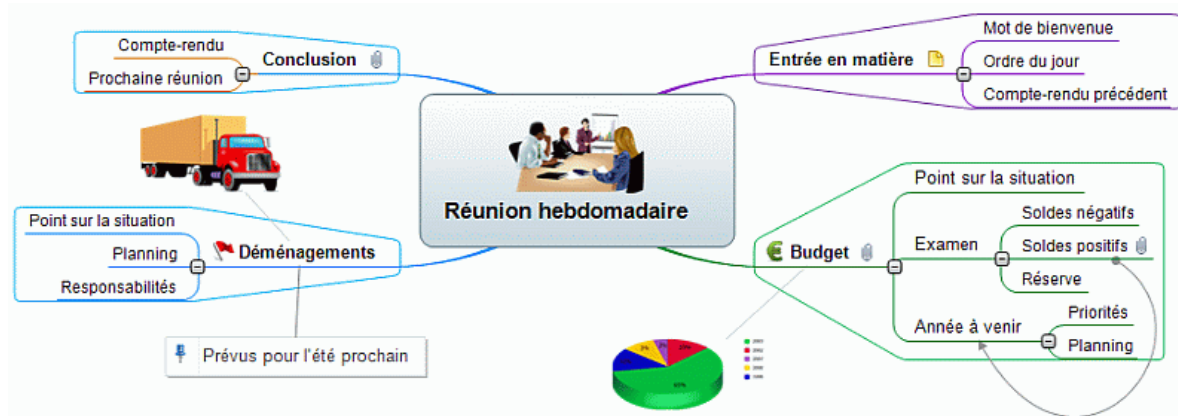 Compte-rendu
Conclusion
Prochaine réunion
Entrée en matière
Mot de bienvenue
Ordre du jour
Compte-rendu précédent
Réunion hebdomadaire
Point sur la situation
Planning
Déménagements
Responsabilités
Prévus pour l'été prochain
Budget
Point sur la situation
Examen
Soldes négatifs
Soldes positifs
Réserve
Année à venir
Priorités
Planning